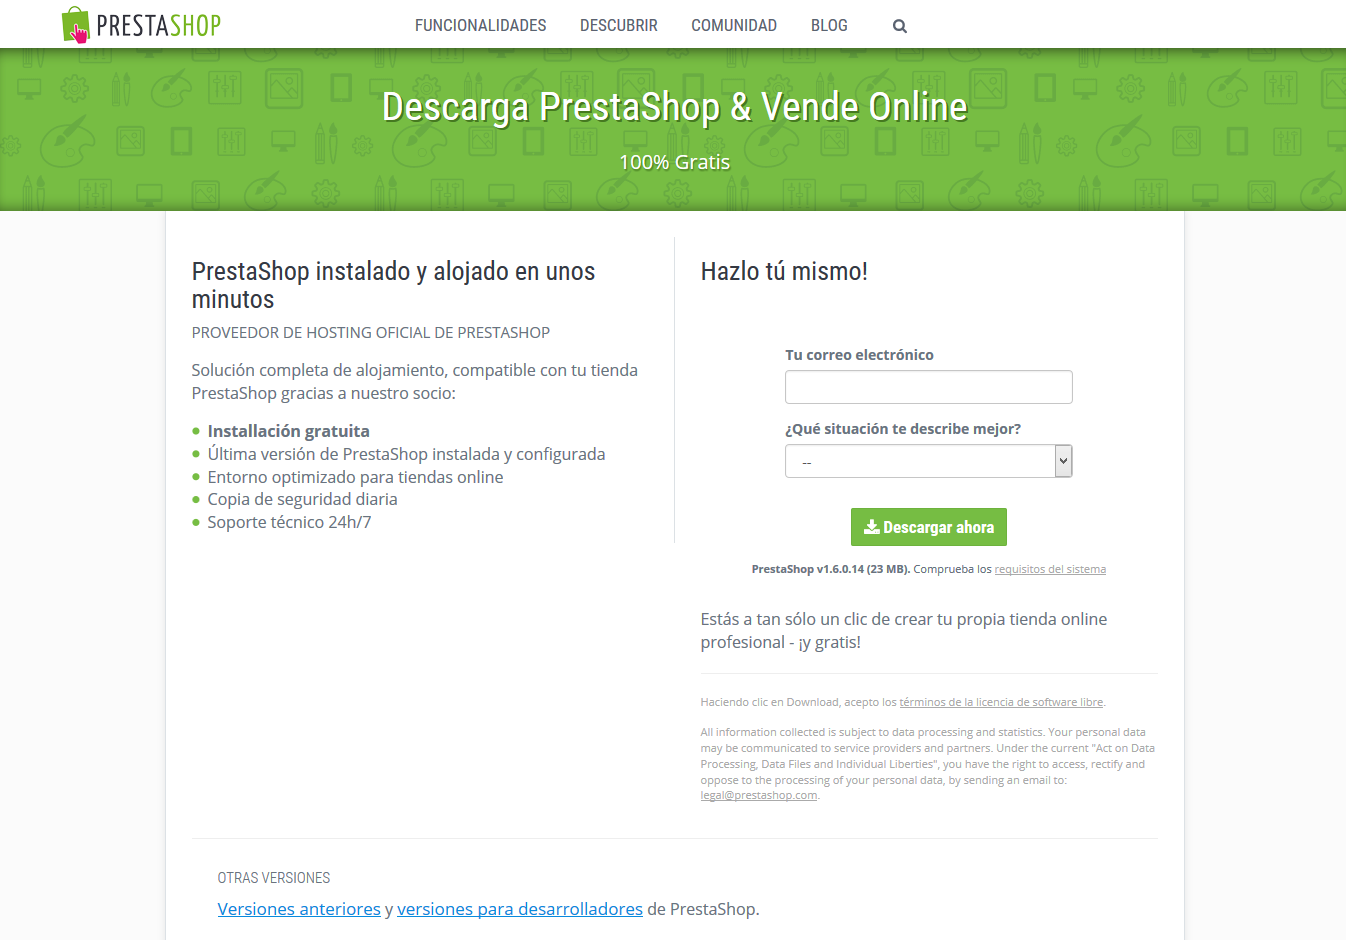 PRESTASHOP
FUNCIONALIDADES DESCUBRIR COMUNIDAD BLOG
Descarga PrestaShop & Vende Online
100% Gratis
PrestaShop instalado y alojado en unos
minutos
PROVEEDOR DE HOSTING OFICIAL DE PRESTASHOP
Solución completa de alojamiento, compatible con tu tienda
PrestaShop gracias a nuestro socio:
Installación gratuita
Última versión de PrestaShop instalada y configurada
Entorno optimizado para tiendas online
Copia de seguridad diaria
Soporte técnico 24h/7
Hazlo tú mismo!
Tu correo electrónico
¿Qué situación te describe mejor?
--
Descargar ahora
PrestaShop v1.6.0.14 (23 MB). Comprueba los requisitos del sistema
Estás a tan sólo un clic de crear tu propia tienda online
profesional - ¡y gratis!
Haciendo clic en Download, acepto los términos de la licencia de software libre.
All information collected is subject to data processing and statistics. Your personal data
may be communicated to service providers and partners. Under the current "Act on Data
Processing, Data Files and Individual Liberties", you have the right to access, rectify and
oppose to the processing of your personal data, by sending an email to:
legal@prestashop.com.
OTRAS VERSIONES
Versiones anteriores y versiones para desarrolladores de PrestaShop.